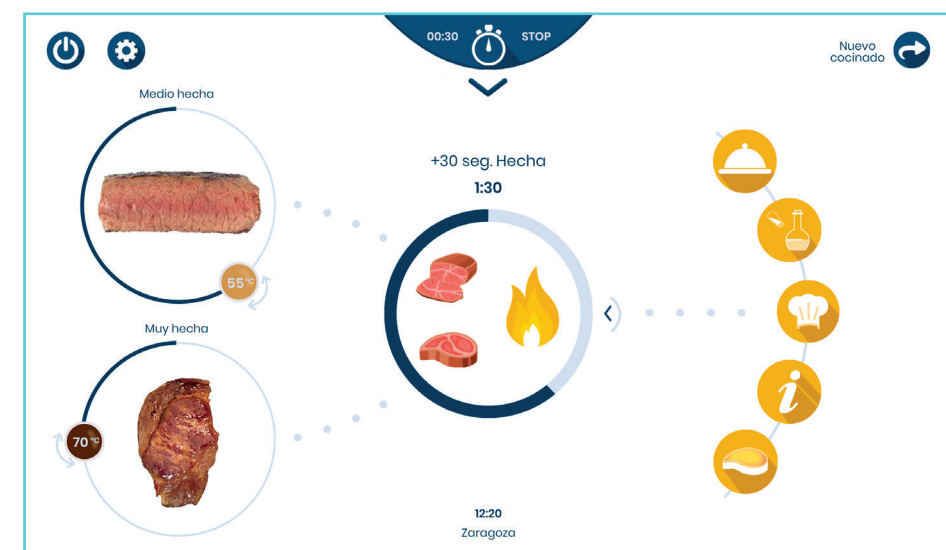 00:30 STOP
Nuevo
cocinado
Medio hecha
55 °C
Muy hecha
70 °C
+30 seg. Hecha
1:30
i
12:20
Zaragoza